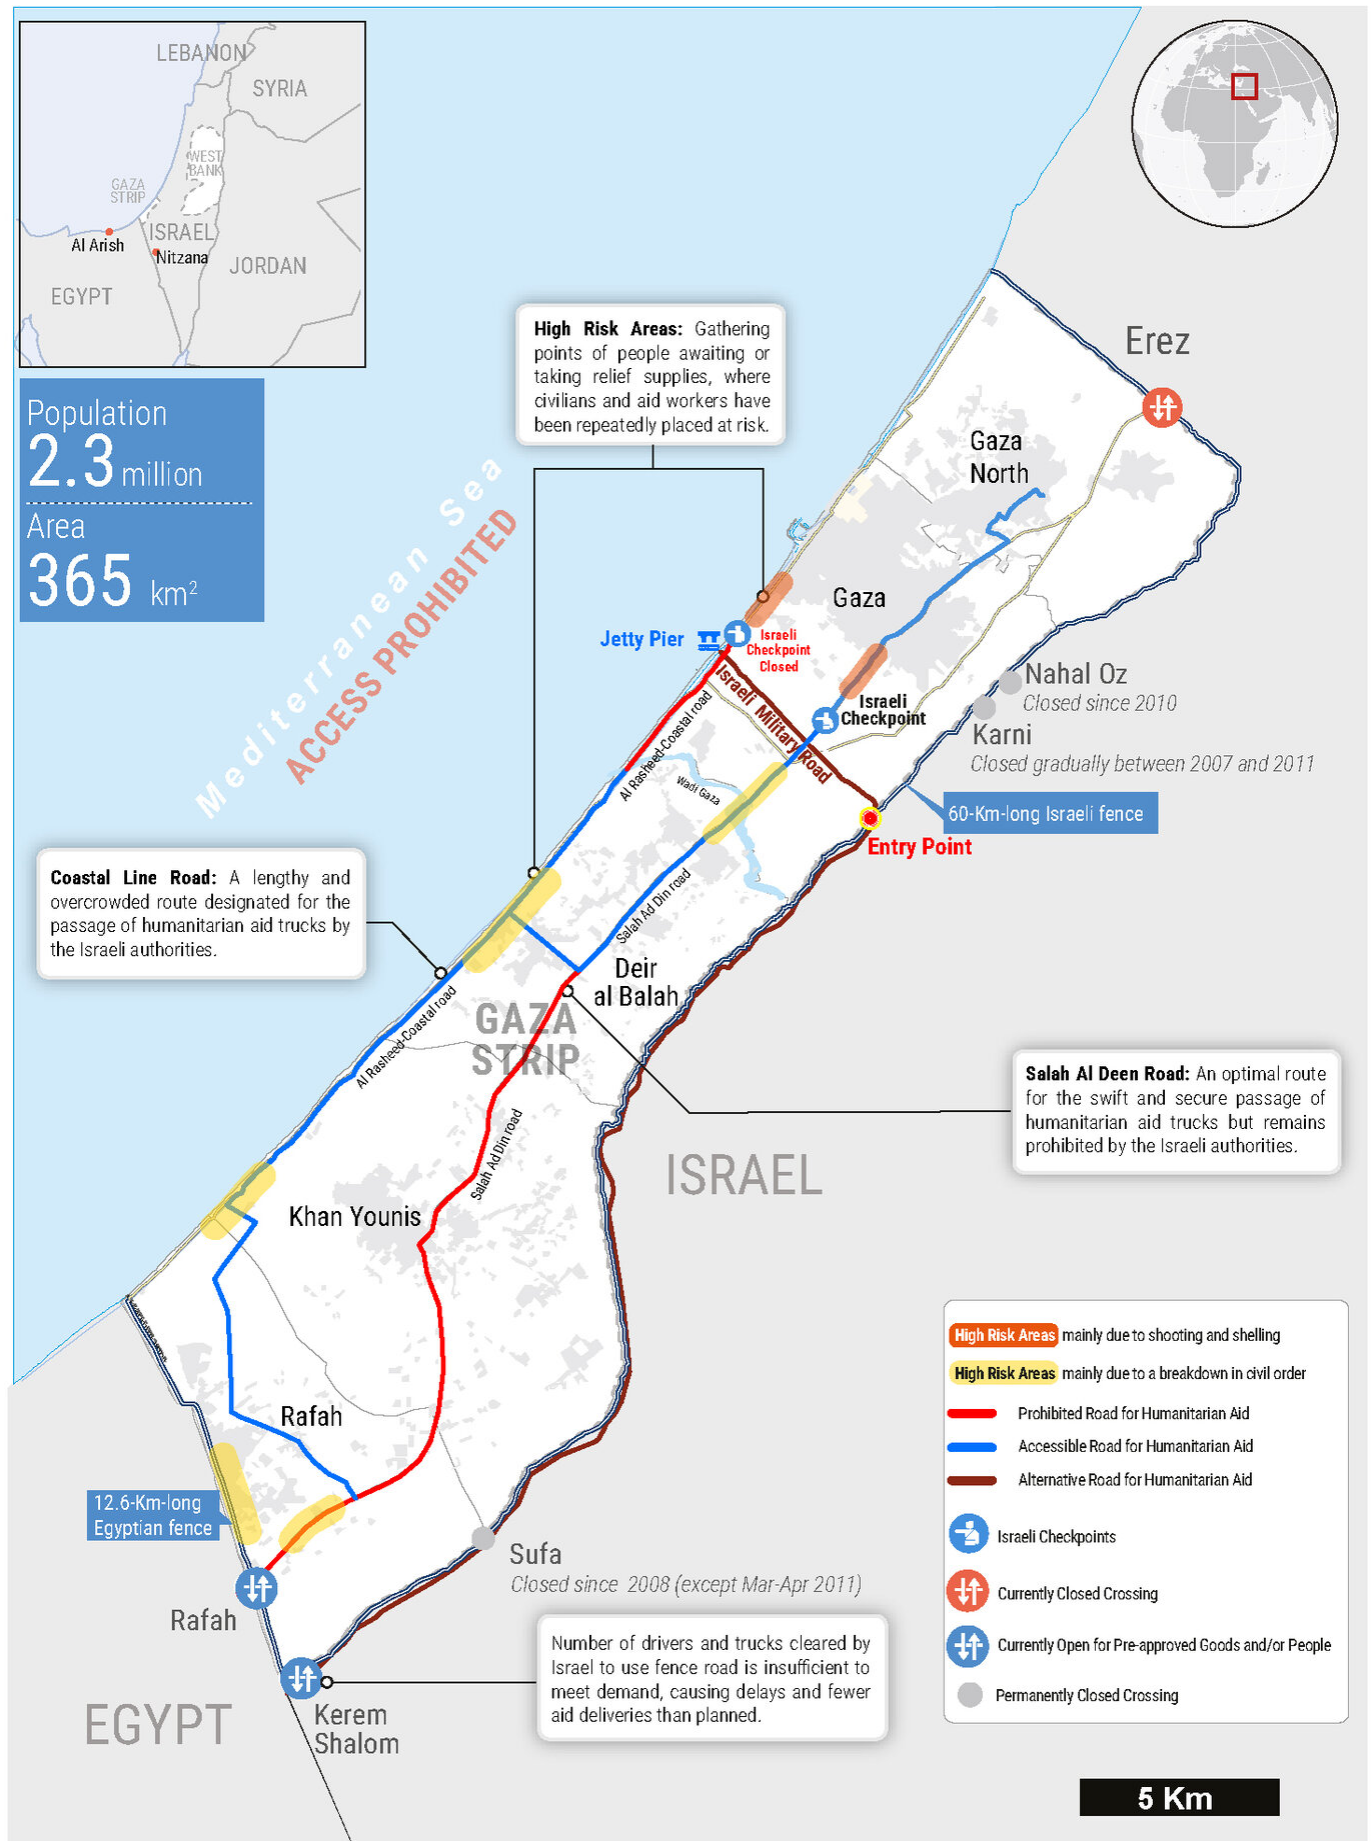 LEBANON
SYRIA
WEST
BANK
GAZA
STRIP
ISRAEL
Al Arish
Nitzana
JORDAN
EGYPT
Population
2.3 million
Area
365 km²
High Risk Areas: Gathering
points of people awaiting or
taking relief supplies, where
civilians and aid workers have
been repeatedly placed at risk.
Mediterranean Sea
ACCESS PROHIBITED
Erez
Gaza
North
Gaza
Jetty Pier
Israeli
Checkpoint
Closed
Israeli Military Road
Israeli
Checkpoint
Nahal Oz
Closed since 2010
Karni
Closed gradually between 2007 and 2011
60-Km-long Israeli fence
Entry Point
Al Rasheed-Coastal road
Wadi Gaza
Coastal Line Road: A lengthy and
overcrowded route designated for the
passage of humanitarian aid trucks by
the Israeli authorities.
Salah Ad Din road
Deir
al Balah
GAZA
STRIP
Al Rasheed-Coastal road
Salah Al Deen Road: An optimal route
for the swift and secure passage of
humanitarian aid trucks but remains
prohibited by the Israeli authorities.
Salah Ad Din road
ISRAEL
Khan Younis
Rafah
12.6-Km-long
Egyptian fence
Sufa
Closed since 2008 (except Mar-Apr 2011)
Rafah
Number of drivers and trucks cleared by
Israel to use fence road is insufficient to
meet demand, causing delays and fewer
aid deliveries than planned.
EGYPT
Kerem
Shalom
High Risk Areas mainly due to shooting and shelling
High Risk Areas mainly due to a breakdown in civil order
Prohibited Road for Humanitarian Aid
Accessible Road for Humanitarian Aid
Alternative Road for Humanitarian Aid
Israeli Checkpoints
Currently Closed Crossing
Currently Open for Pre-approved Goods and/or People
Permanently Closed Crossing
5 Km